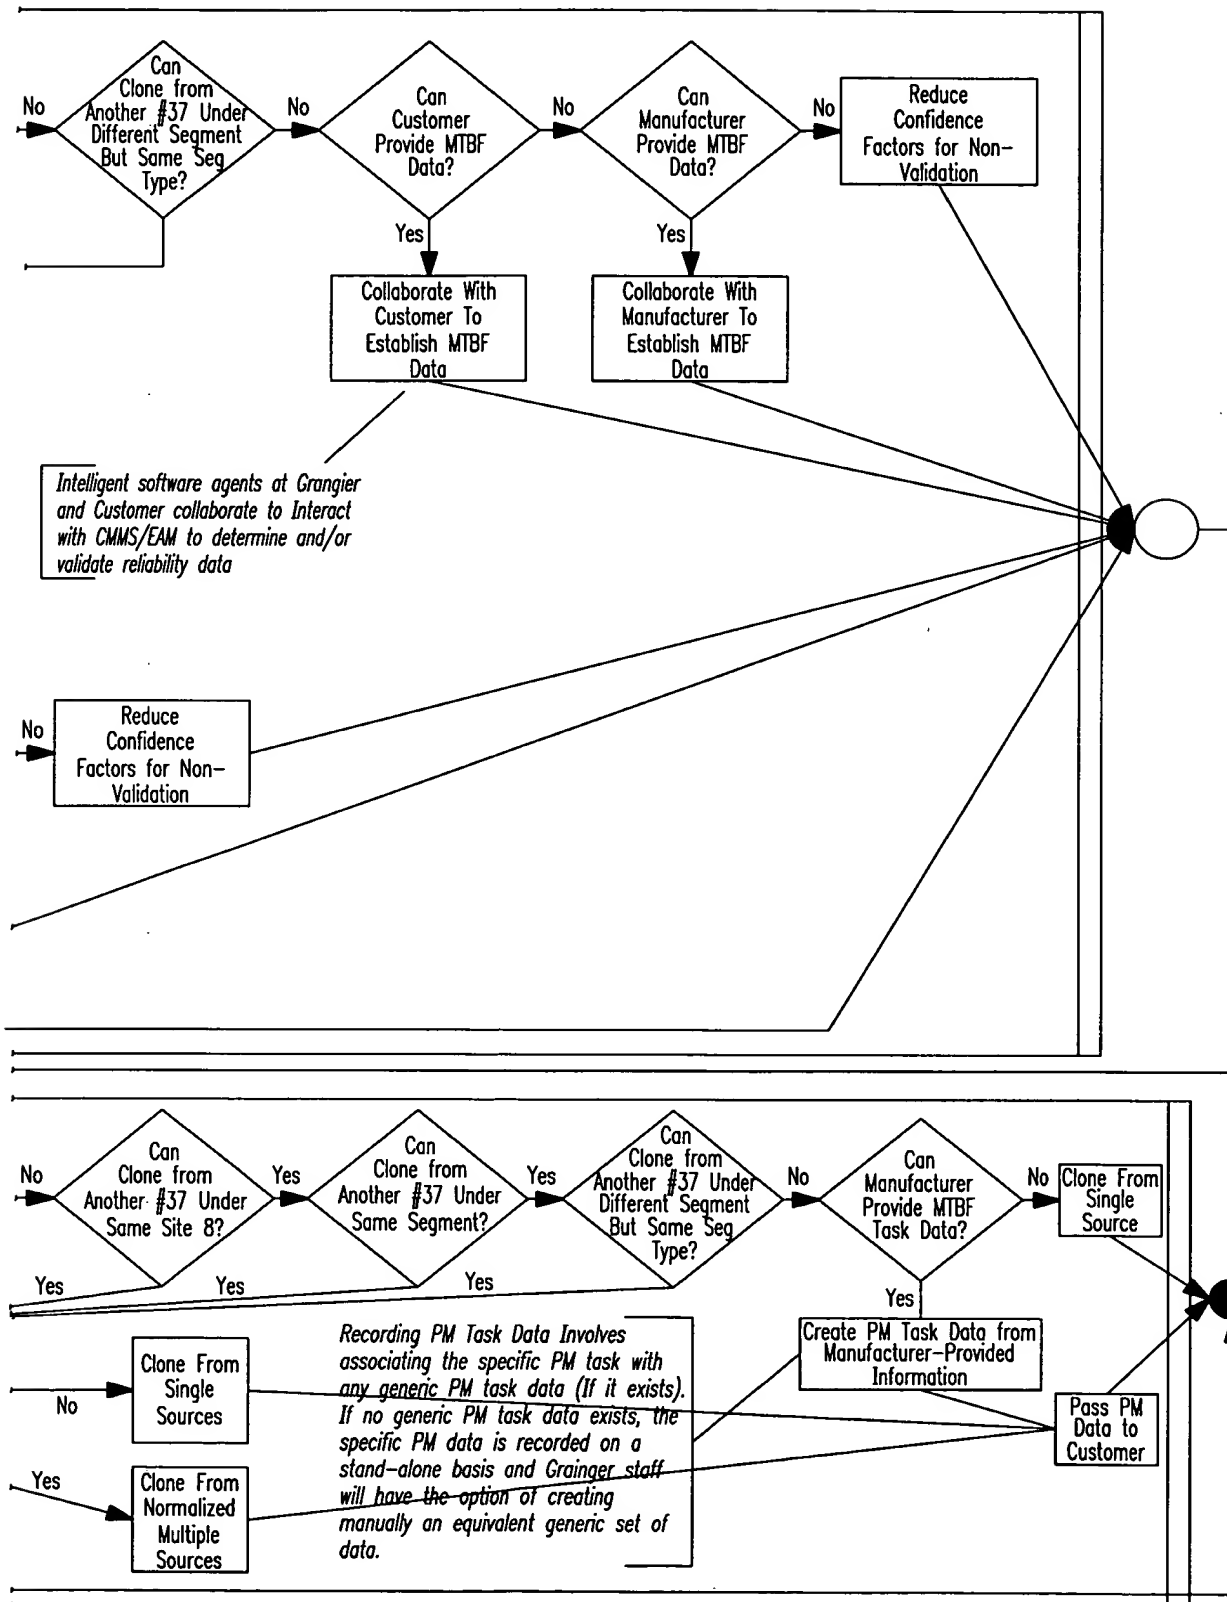 No
Can
Clone from
Another #37 Under
Different Segment
But Same Seg
Type?
No
Can
Customer
Provide MTBF
Data?
No
Can
Manufacturer
Provide MTBF
Data?
No
Reduce
Confidence
Factors for Non-
Validation
Yes
Yes
Collaborate With
Customer To
Establish MTBF
Data
Collaborate With
Manufacturer To
Establish MTBF
Data
Intelligent software agents at Grangier
and Customer collaborate to Interact
with CMMS/EAM to determine and/or
validate reliability data
No
Reduce
Confidence
Factors for Non-
Validation
No
Can
Clone from
Another #37 Under
Same Site 8?
Yes
Can
Clone from
Another #37 Under
Same Segment?
Yes
Can
Clone from
Another #37 Under
Different Segment
But Same Seg
Type?
No
Can
Manufacturer
Provide MTBF
Task Data?
No
Clone From
Single
Source
Yes
Yes
Yes
Yes
No
Clone From
Single
Sources
Recording PM Task Data Involves
associating the specific PM task with
any generic PM task data (If it exists).
If no generic PM task data exists, the
specific PM data is recorded on a
stand-alone basis and Grainger staff
will have the option of creating
manually an equivalent generic set of
data.
Create PM Task Data from
Manufacturer-Provided
Information
Pass PM
Data to
Customer
Yes
Clone From
Normalized
Multiple
Sources